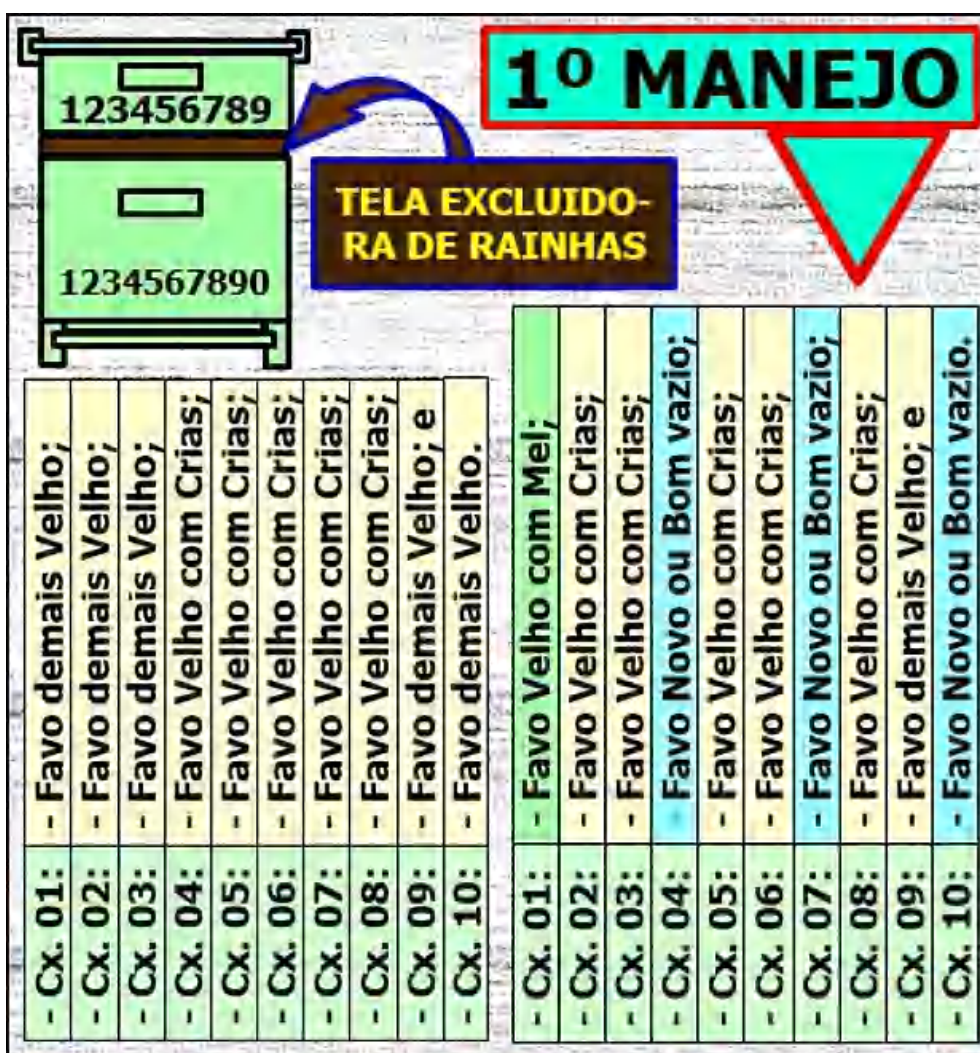 1º MANEJO
123456789
TELA EXCLUIDO-
RA DE RAINHAS
1234567890
- Cx. 01: - Favo demais Velho;
- Cx. 02: - Favo demais Velho;
- Cx. 03: - Favo demais Velho;
- Cx. 04: - Favo Velho com Crias;
- Cx. 05: - Favo Velho com Crias;
- Cx. 06: - Favo Velho com Crias;
- Cx. 07: - Favo Velho com Crias;
- Cx. 08: - Favo Velho com Crias;
- Cx. 09: - Favo demais Velho; e
- Cx. 10: - Favo demais Velho.
- Cx. 01: - Favo Velho com Mel;
- Cx. 02: - Favo Velho com Crias;
- Cx. 03: - Favo Velho com Crias;
- Cx. 04: - Favo Novo ou Bom vazio;
- Cx. 05: - Favo Velho com Crias;
- Cx. 06: - Favo Velho com Crias;
- Cx. 07: - Favo Novo ou Bom vazio;
- Cx. 08: - Favo Velho com Crias;
- Cx. 09: - Favo demais Velho; e
- Cx. 10: - Favo Novo ou Bom vazio.